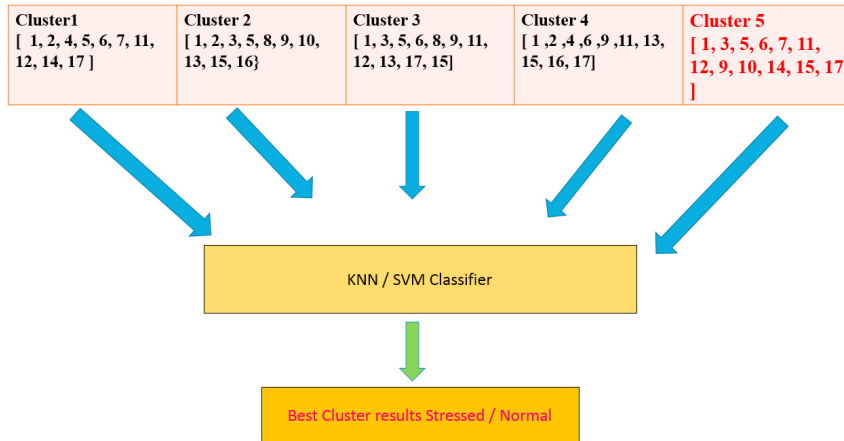 Cluster1
[ 1, 2, 4, 5, 6, 7, 11,
12, 14, 17 ]
Cluster 2
[ 1, 2, 3, 5, 8, 9, 10,
13, 15, 16}
Cluster 3
[ 1, 3, 5, 6, 8, 9, 11,
12, 13, 17, 15]
Cluster 4
[ 1 ,2 ,4 ,6 ,9 ,11, 13,
15, 16, 17]
Cluster 5
[ 1, 3, 5, 6, 7, 11,
12, 9, 10, 14, 15, 17
]
KNN / SVM Classifier
Best Cluster results Stressed / Normal